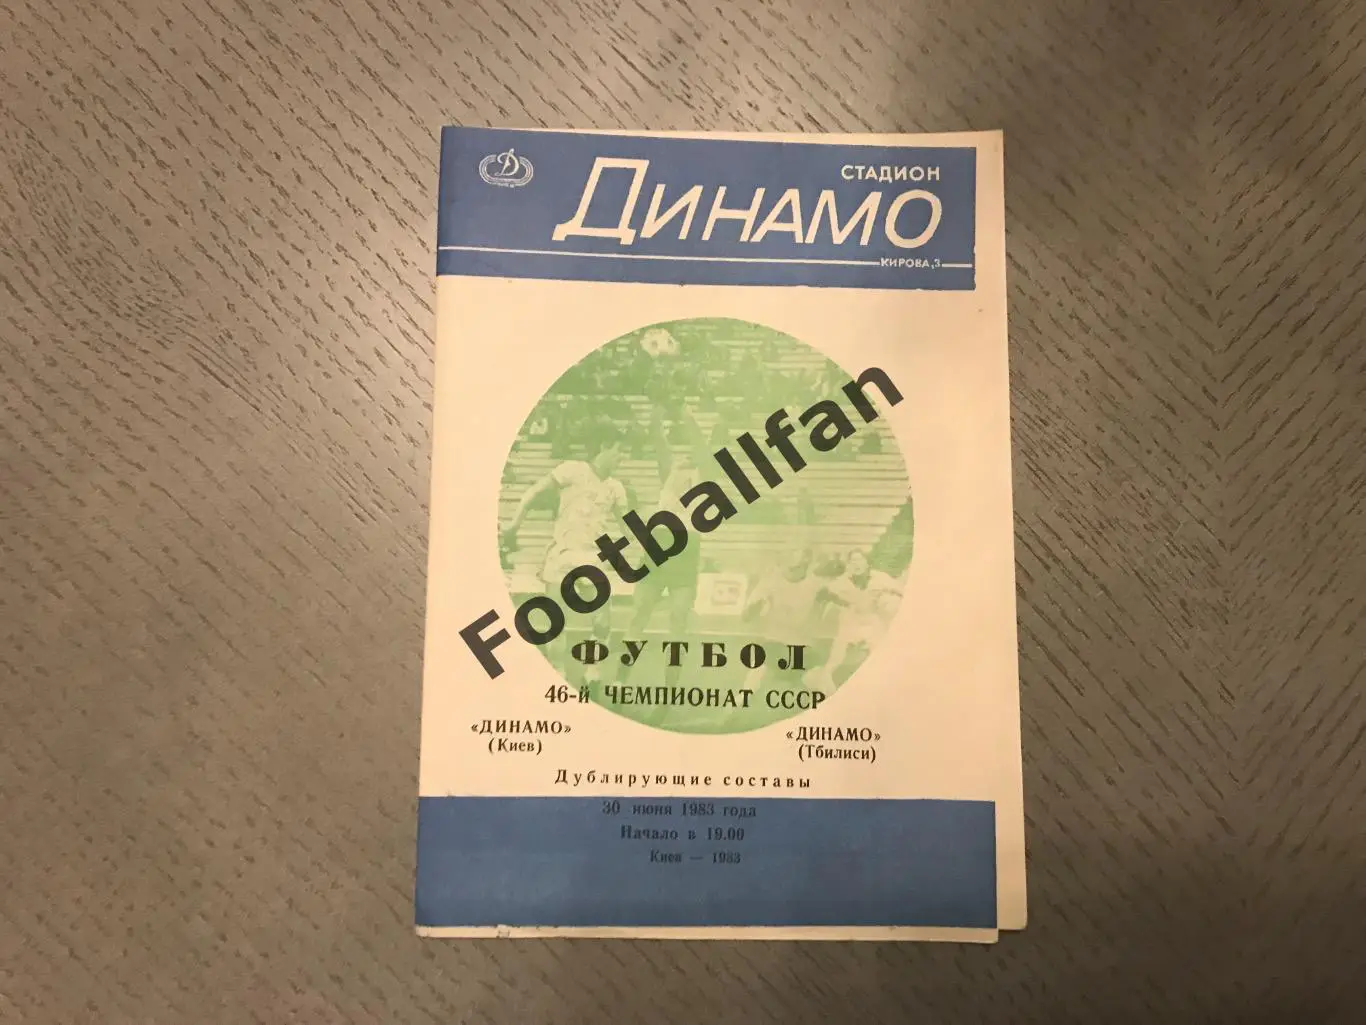 СТАДИОН
ДИНАМО
КИРОВА,3
Footballfan
ФУТБОЛ
46-й ЧЕМПИОНАТ СССР
«ДИНАМО»
(Киев)
«ДИНАМО»
(Тбилиси)
Дублирующие составы
30 июня 1983 года
Начало в 19.00
Киев — 1983